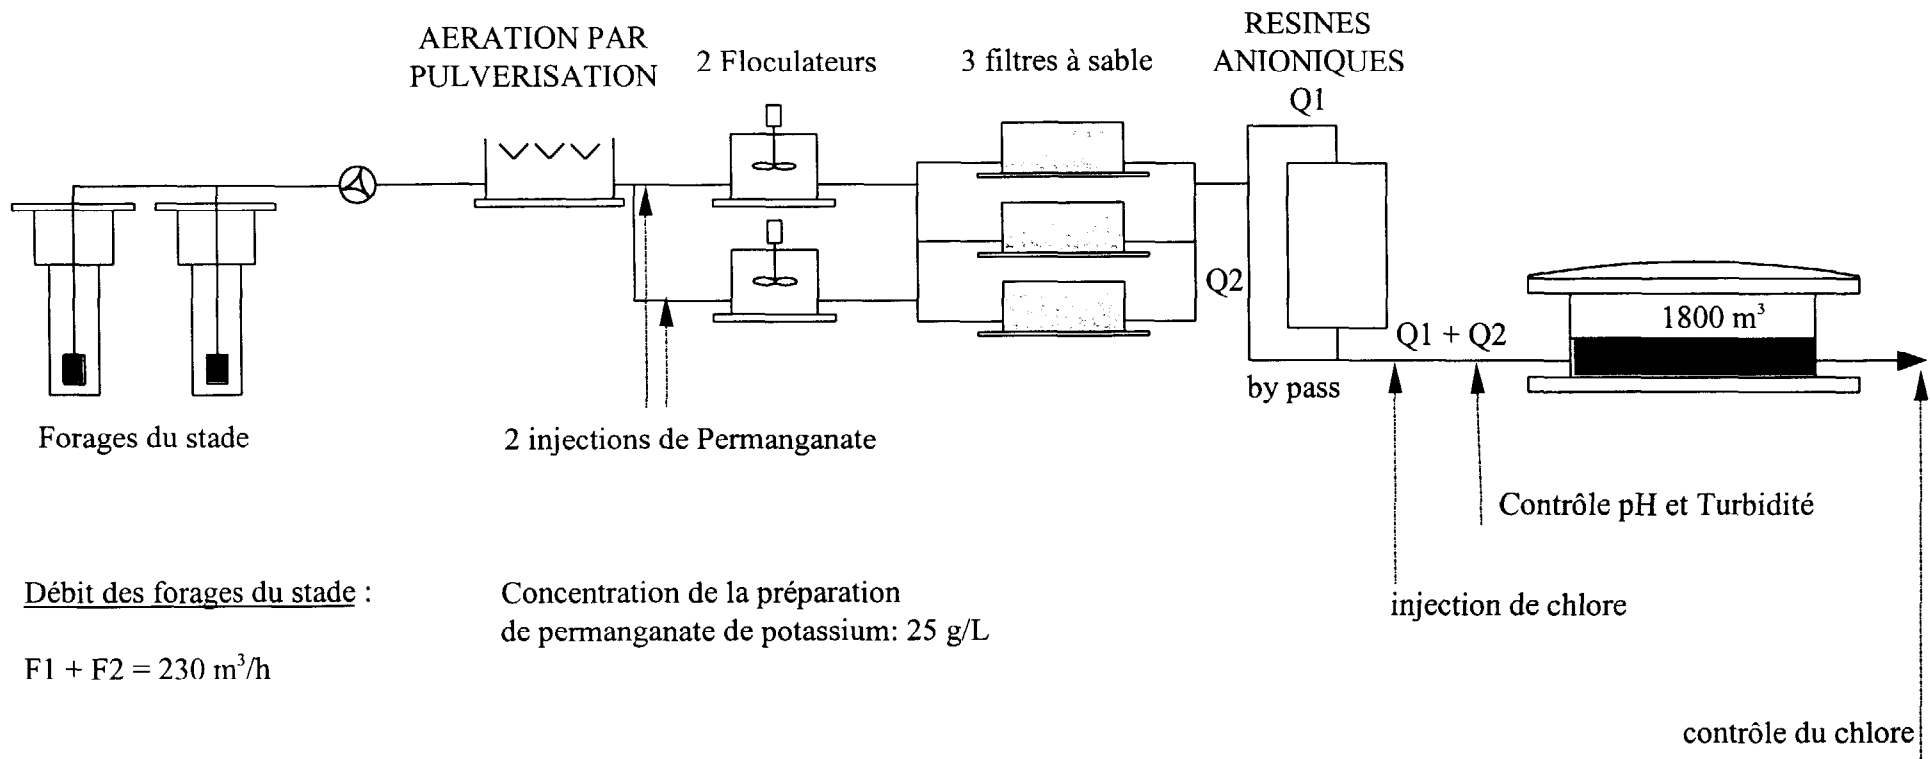 AERATION PAR
PULVERISATION
2 Floculateurs
3 filtres à sable
RESINES
ANIONIQUES
Q1
Q2
1800 m³
Q1 + Q2
by pass
Forages du stade
2 injections de Permanganate
Contrôle pH et Turbidité
injection de chlore
Débit des forages du stade :
Concentration de la préparation
de permanganate de potassium: 25 g/L
F1 + F2 = 230 m³/h
contrôle du chlore